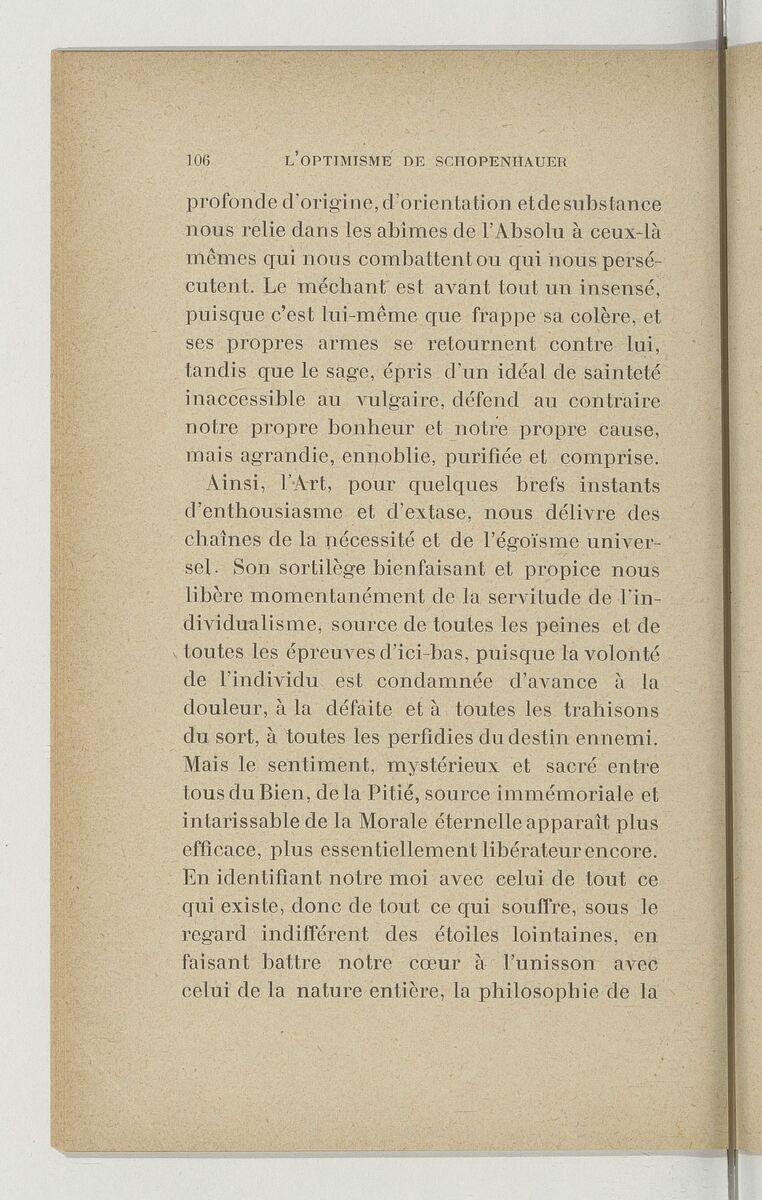 106 L'OPTIMISME DE SCHOPENHAUER
profonde d'origine, d'orientation et de substance
nous relie dans les abîmes de l'Absolu à ceux-là
mêmes qui nous combattent ou qui nous persé-
cutent. Le méchant est avant tout un insensé,
puisque c'est lui-même que frappe sa colère, et
ses propres armes se retournent contre lui,
tandis que le sage, épris d'un idéal de sainteté
inaccessible au vulgaire, défend au contraire
notre propre bonheur et notre propre cause,
mais agrandie, ennoblie, purifiée et comprise.
Ainsi, l'Art, pour quelques brefs instants
d'enthousiasme et d'extase, nous délivre des
chaînes de la nécessité et de l'égoïsme univer-
sel. Son sortilège bienfaisant et propice nous
libère momentanément de la servitude de l'in-
dividualisme, source de toutes les peines et de
toutes les épreuves d'ici-bas, puisque la volonté
de l'individu est condamnée d'avance à la
douleur, à la défaite et à toutes les trahisons
du sort, à toutes les perfidies du destin ennemi.
Mais le sentiment, mystérieux et sacré entre
tous du Bien, de la Pitié, source immémoriale et
intarissable de la Morale éternelle apparaît plus
efficace, plus essentiellement libérateur encore.
En identifiant notre moi avec celui de tout ce
qui existe, donc de tout ce qui souffre, sous le
regard indifférent des étoiles lointaines, en
faisant battre notre cœur à l'unisson avec
celui de la nature entière, la philosophie de la